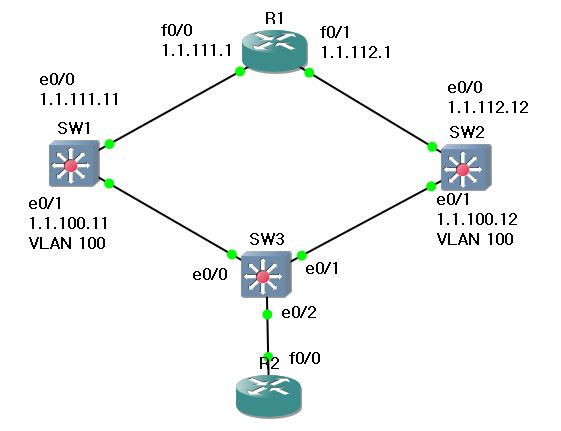 R1
f0/0
1.1.111.1
f0/1
1.1.112.1
e0/0
1.1.111.11
SW1
e0/0
1.1.112.12
SW2
e0/1
1.1.100.11
VLAN 100
e0/1
1.1.100.12
VLAN 100
SW3
e0/0
e0/1
e0/2
R2
f0/0